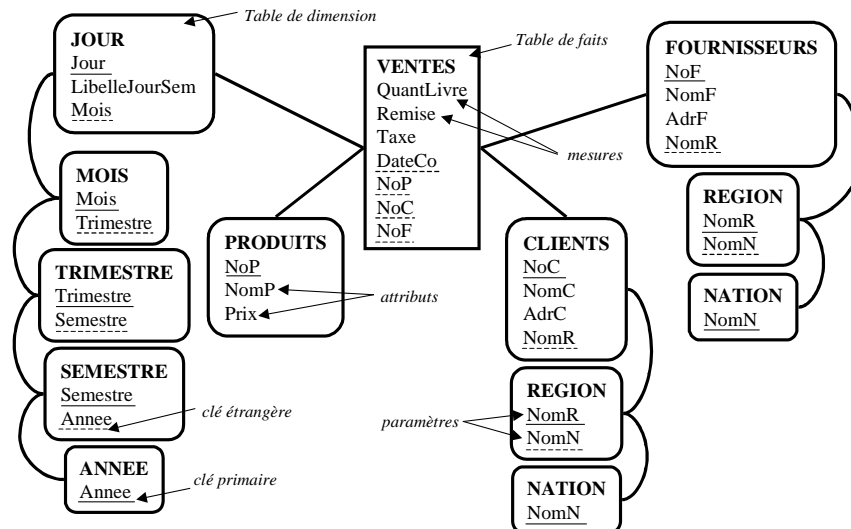 Table de dimension
JOUR
Jour
LibelleJourSem
Mois
MOIS
Mois
Trimestre
TRIMESTRE
Trimestre
Semestre
SEMESTRE
Semestre
Annee
clé étrangère
ANNEE
Annee
clé primaire
PRODUITS
NoP
NomP
Prix
attributs
Table de faits
VENTES
QuantLivre
Remise
Taxe
DateCo
NoP
NoC
NoF
mesures
CLIENTS
NoC
NomC
AdrC
NomR
REGION
NomR
NomN
paramètres
NATION
NomN
FOURNISSEURS
NoF
NomF
AdrF
NomR
REGION
NomR
NomN
NATION
NomN